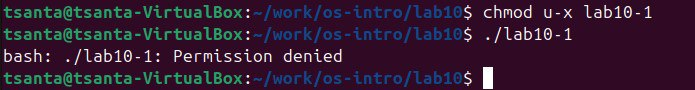 tsanta@tsanta-VirtualBox:~/work/os-intro/lab10$ chmod u-x lab10-1
tsanta@tsanta-VirtualBox:~/work/os-intro/lab10$ ./lab10-1
bash: ./lab10-1: Permission denied
tsanta@tsanta-VirtualBox:~/work/os-intro/lab10$